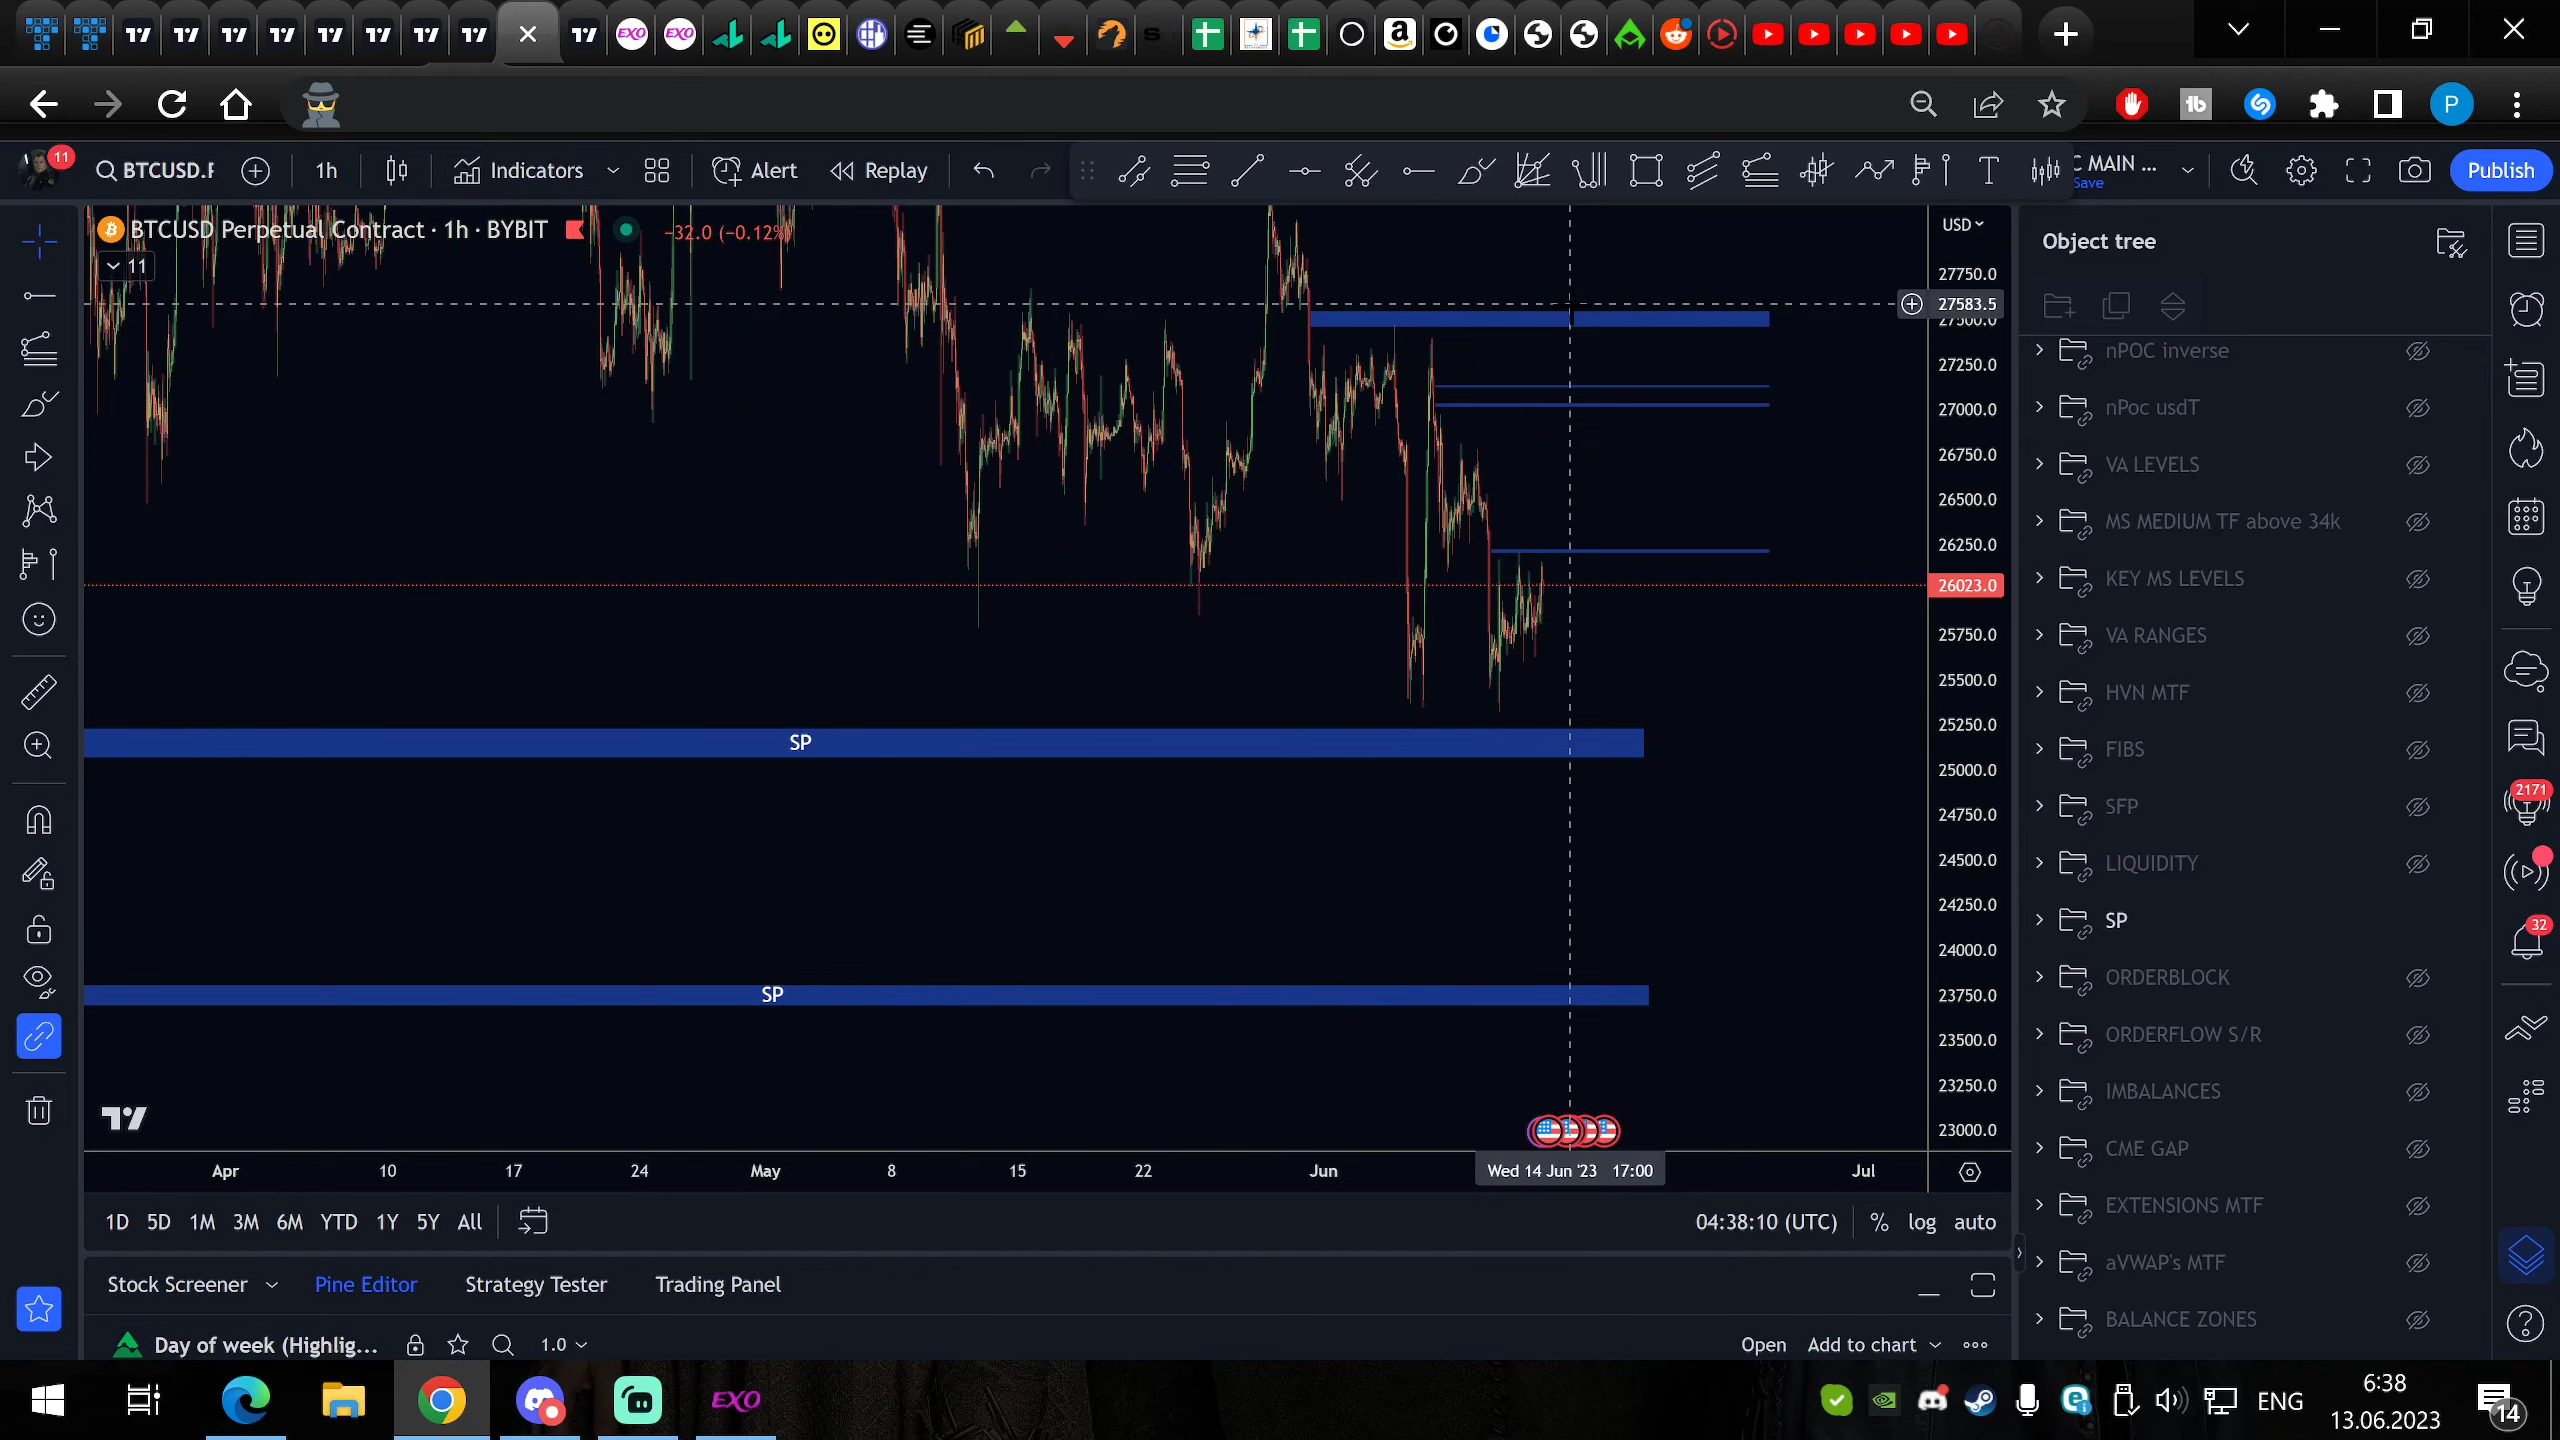 11
BTCUSD.P
1h
Indicators
Alert
Replay
C MAIN ...
Save
Publish
BTCUSD Perpetual Contract · 1h · BYBIT
−32.0 (−0.12%)
11
USD
27750.0
27583.5
27500.0
27250.0
27000.0
26750.0
26500.0
26250.0
26023.0
25750.0
25500.0
25250.0
25000.0
24750.0
24500.0
24250.0
24000.0
23750.0
23500.0
23250.0
23000.0
SP
SP
Apr
10
17
24
May
8
15
22
Jun
Wed 14 Jun '23 17:00
Jul
1D 5D 1M 3M 6M YTD 1Y 5Y All
04:38:10 (UTC)
% log auto
Stock Screener
Pine Editor
Strategy Tester
Trading Panel
Day of week (Highlig...
1.0
Open
Add to chart
Object tree
nPOC inverse
nPoc usdT
VA LEVELS
MS MEDIUM TF above 34k
KEY MS LEVELS
VA RANGES
HVN MTF
FIBS
SFP
LIQUIDITY
SP
ORDERBLOCK
ORDERFLOW S/R
IMBALANCES
CME GAP
EXTENSIONS MTF
aVWAP's MTF
BALANCE ZONES
2171
32
EXO
EXO
P
EXO
ENG
6:38
13.06.2023
14